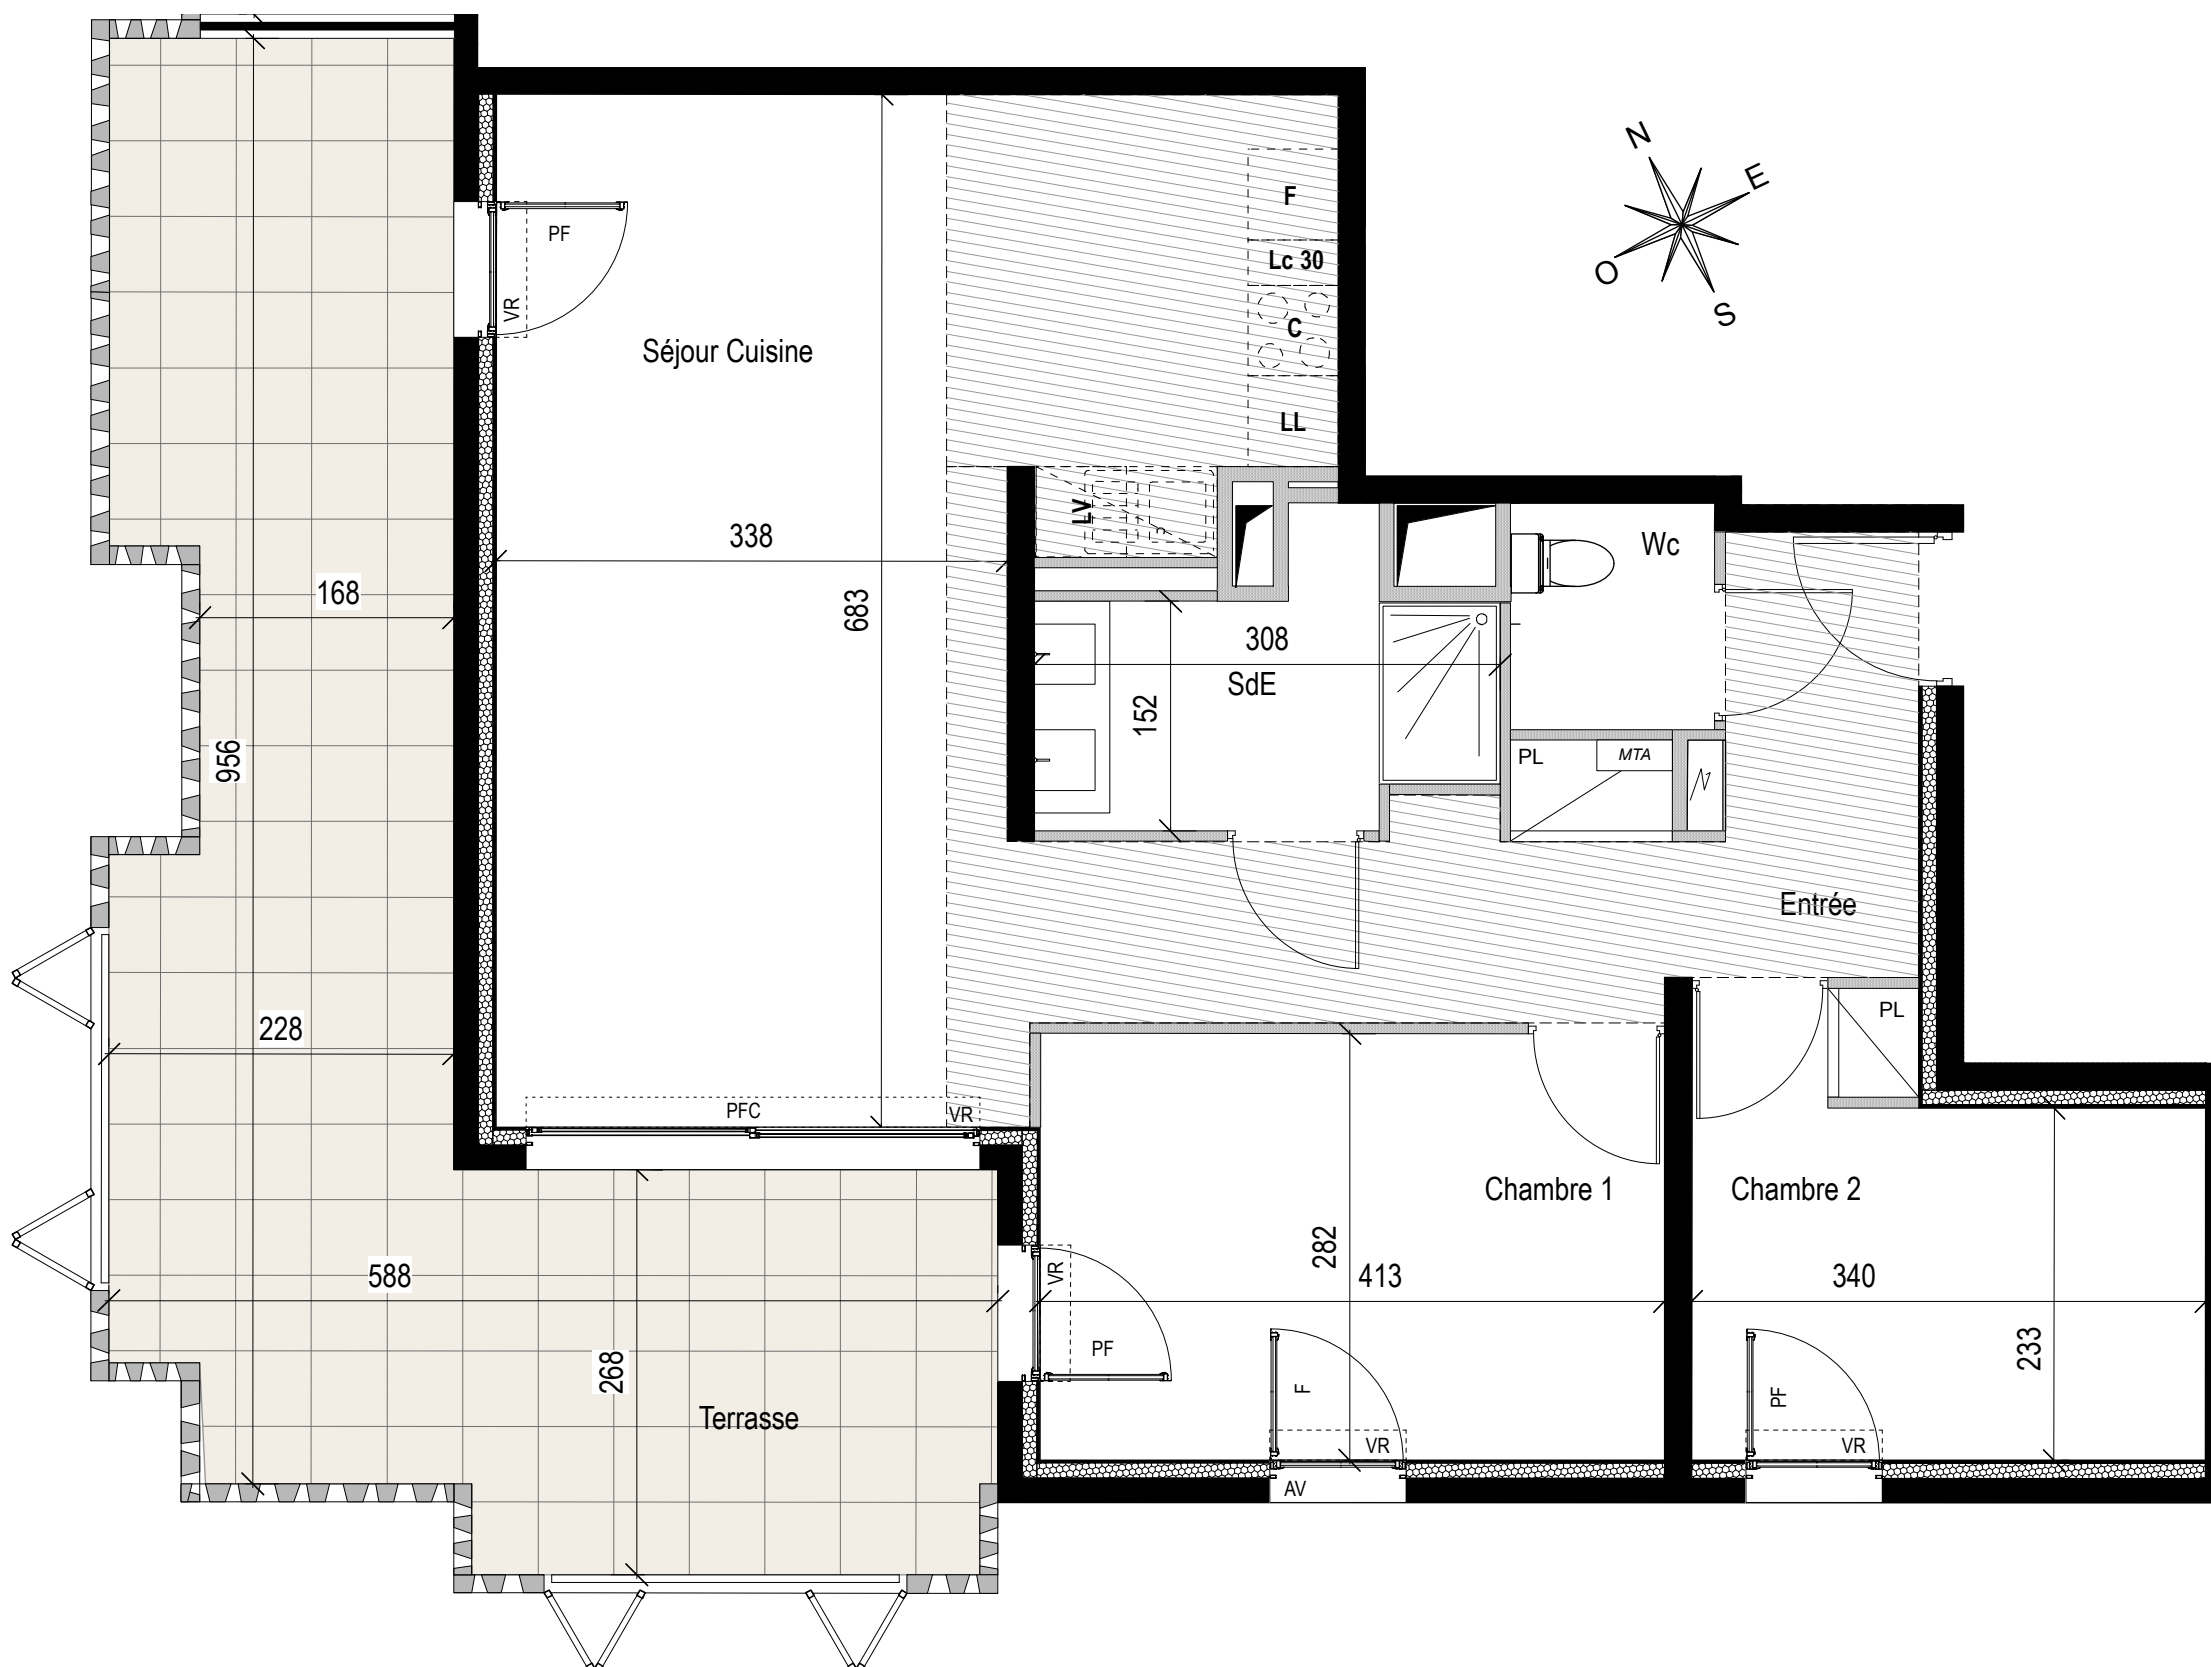 N
E
O
S
F
Lc 30
C
LL
PF
VR
Séjour Cuisine
LV
338
683
Wc
168
308
SdE
152
956
PL
MTA
Entrée
PL
228
PFC
VR
Chambre 1
Chambre 2
282
413
340
588
VR
PF
268
F
PF
233
Terrasse
VR
VR
AV